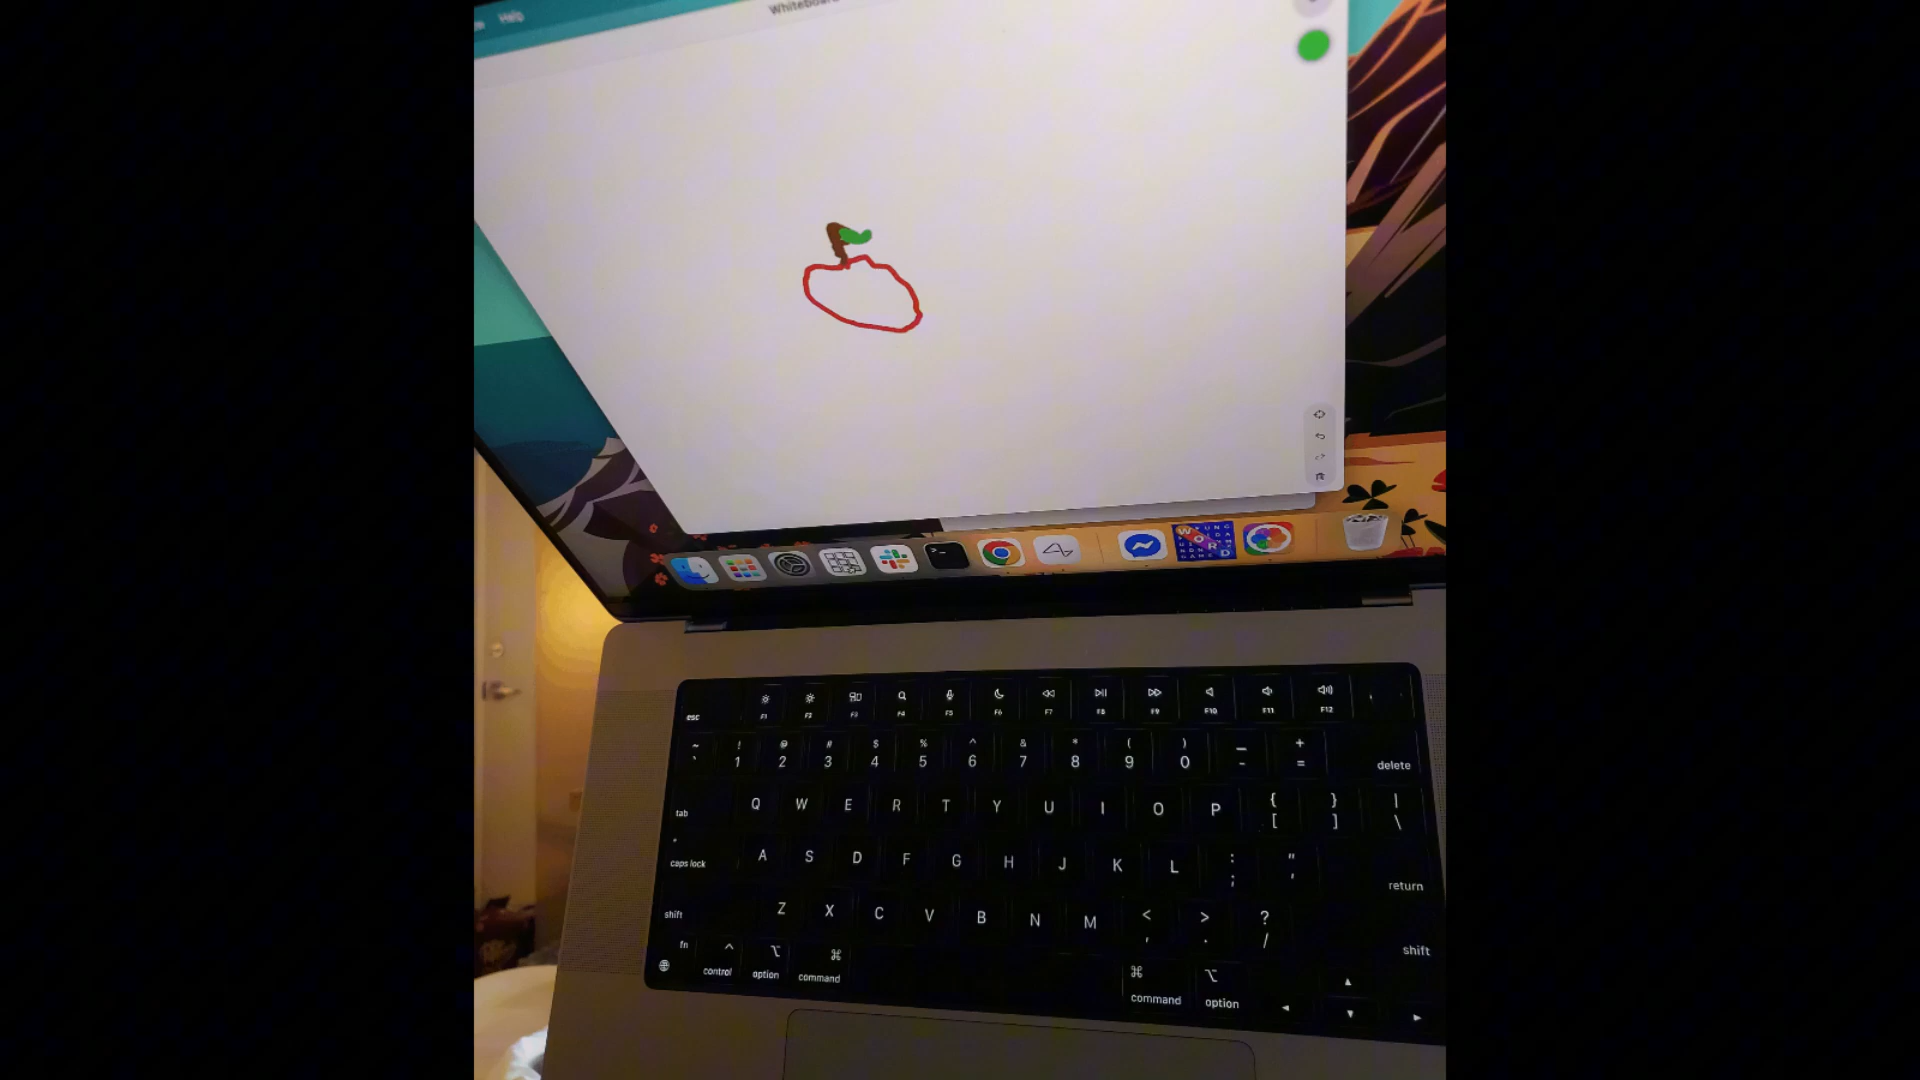 Help
Whiteboard
esc F1 F2 F3 F4 F5 F6 F7 F8 F9 F10 F11 F12
~ ! @ # $ % ^ & * ( ) _ +
` 1 2 3 4 5 6 7 8 9 0 - = delete
tab Q W E R T Y U I O P { } |
[ ] \
caps lock A S D F G H J K L : "
; ' return
shift Z X C V B N M < > ?
, . / shift
fn control option command command option